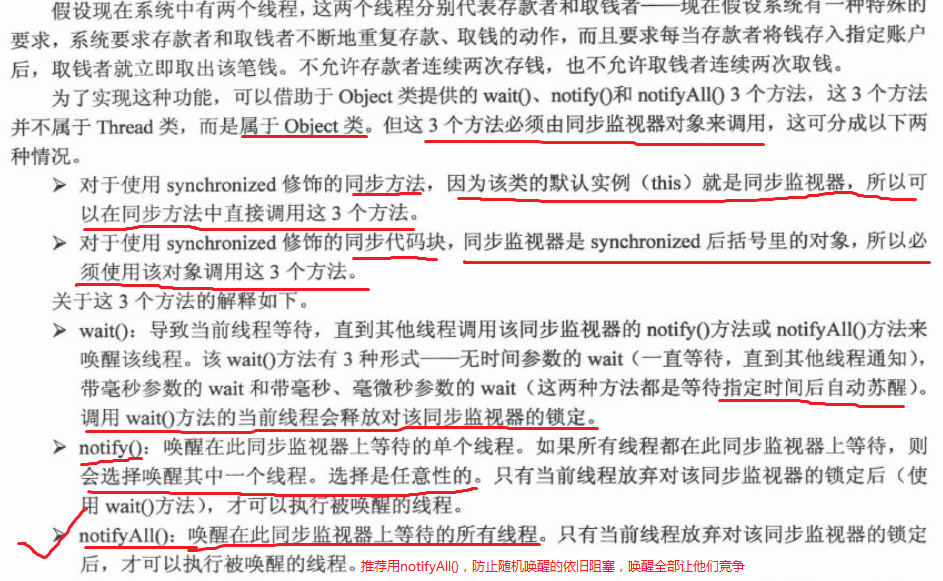 假设现在系统中有两个线程，这两个线程分别代表存款者和取钱者——现在假设系统有一种特殊的
要求，系统要求存款者和取钱者不断地重复存款、取钱的动作，而且要求每当存款者将钱存入指定账户
后，取钱者就立即取出该笔钱。不允许存款者连续两次存钱，也不允许取钱者连续两次取钱。
为了实现这种功能，可以借助于 Object 类提供的 wait()、notify()和 notifyAll() 3 个方法，这 3 个方法
并不属于 Thread 类，而是属于 Object 类。但这 3 个方法必须由同步监视器对象来调用，这可分成以下两
种情况。
➢ 对于使用 synchronized 修饰的同步方法，因为该类的默认实例（this）就是同步监视器，所以可
以在同步方法中直接调用这 3 个方法。
➢ 对于使用 synchronized 修饰的同步代码块，同步监视器是 synchronized 后括号里的对象，所以必
须使用该对象调用这 3 个方法。
关于这 3 个方法的解释如下。
➢ wait()：导致当前线程等待，直到其他线程调用该同步监视器的 notify()方法或 notifyAll()方法来
唤醒该线程。该 wait()方法有 3 种形式——无时间参数的 wait（一直等待，直到其他线程通知），
带毫秒参数的 wait 和带毫秒、毫微秒参数的 wait（这两种方法都是等待指定时间后自动苏醒）。
调用 wait()方法的当前线程会释放对该同步监视器的锁定。
➢ notify()：唤醒在此同步监视器上等待的单个线程。如果所有线程都在此同步监视器上等待，则
会选择唤醒其中一个线程。选择是任意性的。只有当前线程放弃对该同步监视器的锁定后（使
用 wait()方法），才可以执行被唤醒的线程。
➢ notifyAll()：唤醒在此同步监视器上等待的所有线程。只有当前线程放弃对该同步监视器的锁定
后，才可以执行被唤醒的线程。推荐用notifyAll()，防止随机唤醒的依旧阻塞，唤醒全部让他们竞争